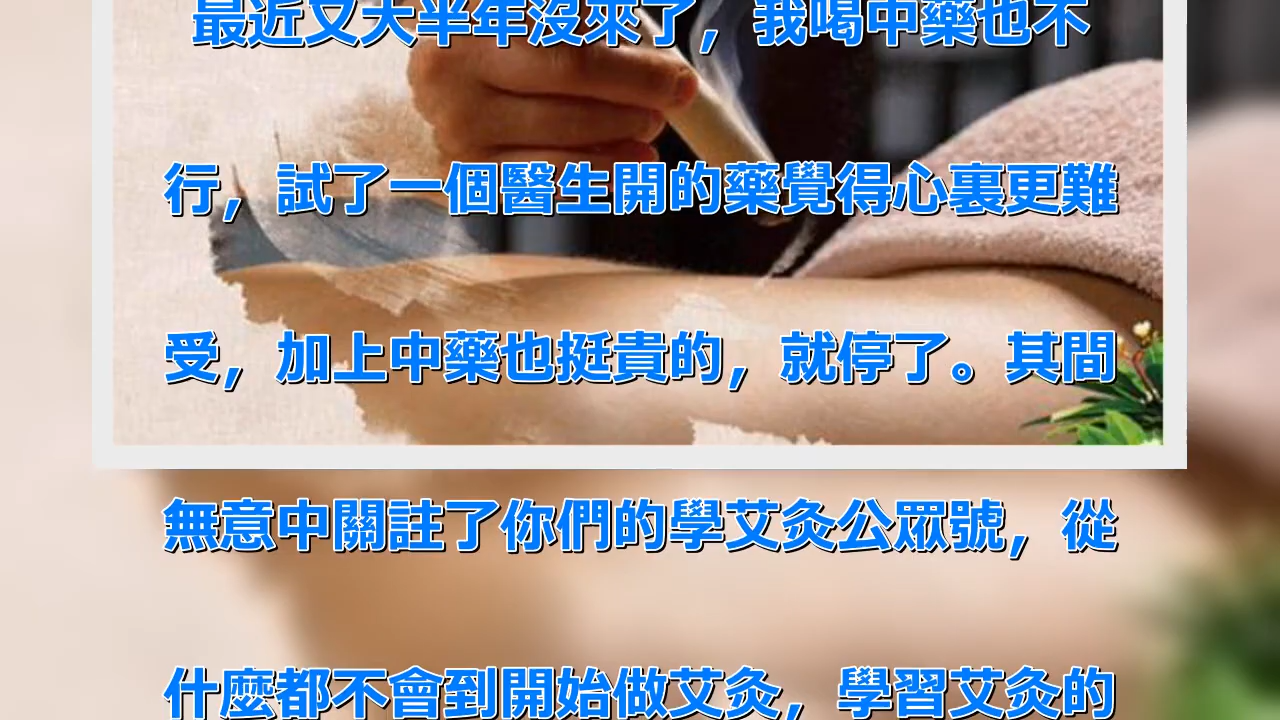 最近又大半年沒來了，我喝中藥也不
行，試了一個醫生開的藥覺得心裏更難
受，加上中藥也挺貴的，就停了。其間
無意中關註了你們的學艾灸公眾號，從
什麼都不會到開始做艾灸，學習艾灸的